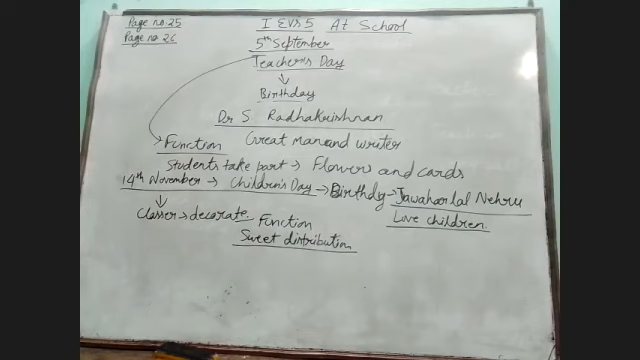 Page no. 25
Page no. 26
I EVS 5 At School
5th September
Teacher's Day
↓
Birthday
Dr S. Radhakrishnan
→ Function Great man and writer
Students take part → Flowers and cards
14th November → Children's Day → Birthday → Jawaharlal Nehru
↓ Love children.
Classes → decorate. Function
Sweet distribution